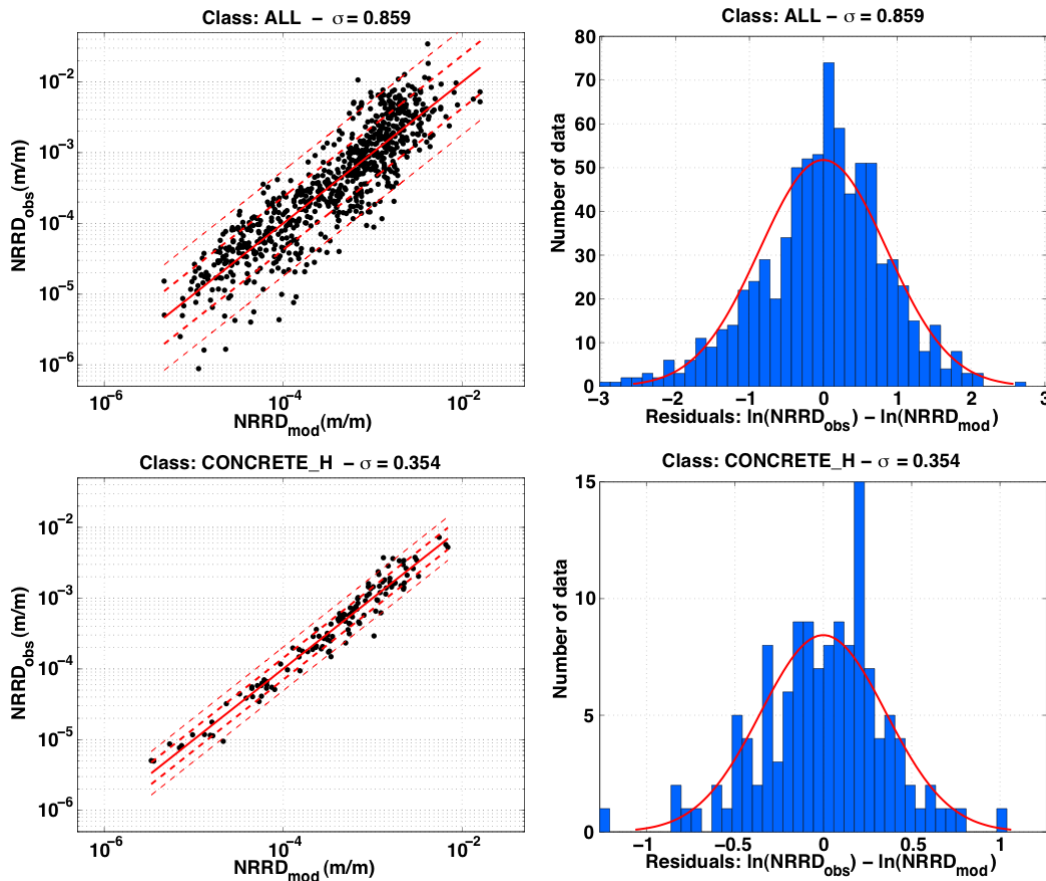 Class: ALL – σ = 0.859
10⁻²
10⁻³
10⁻⁴
10⁻⁵
10⁻⁶
NRRD_obs (m/m)
10⁻⁶ 10⁻⁴ 10⁻²
NRRD_mod (m/m)
Class: ALL – σ = 0.859
80
70
60
50
40
30
20
10
0
Number of data
−3 −2 −1 0 1 2 3
Residuals: ln(NRRD_obs) − ln(NRRD_mod)
Class: CONCRETE_H – σ = 0.354
10⁻²
10⁻³
10⁻⁴
10⁻⁵
10⁻⁶
NRRD_obs (m/m)
10⁻⁶ 10⁻⁴ 10⁻²
NRRD_mod (m/m)
Class: CONCRETE_H – σ = 0.354
15
10
5
0
Number of data
−1 −0.5 0 0.5 1
Residuals: ln(NRRD_obs) − ln(NRRD_mod)